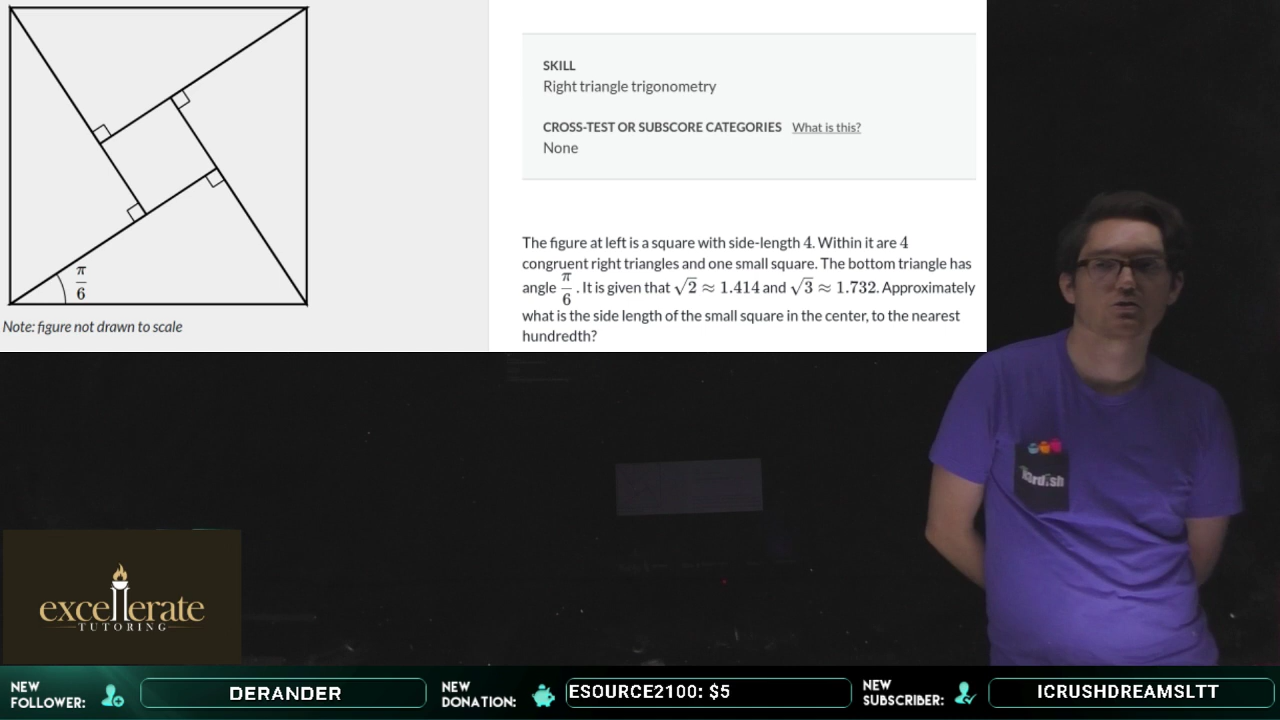 SKILL
Right triangle trigonometry
CROSS-TEST OR SUBSCORE CATEGORIES What is this?
None
π
6
Note: figure not drawn to scale
The figure at left is a square with side-length 4. Within it are 4
congruent right triangles and one small square. The bottom triangle has
angle π/6. It is given that √2 ≈ 1.414 and √3 ≈ 1.732. Approximately
what is the side length of the small square in the center, to the nearest
hundredth?
kardish
excellerate
TUTORING
NEW FOLLOWER:
DERANDER
NEW DONATION:
ESOURCE2100: $5
NEW SUBSCRIBER:
ICRUSHDREAMSLTT